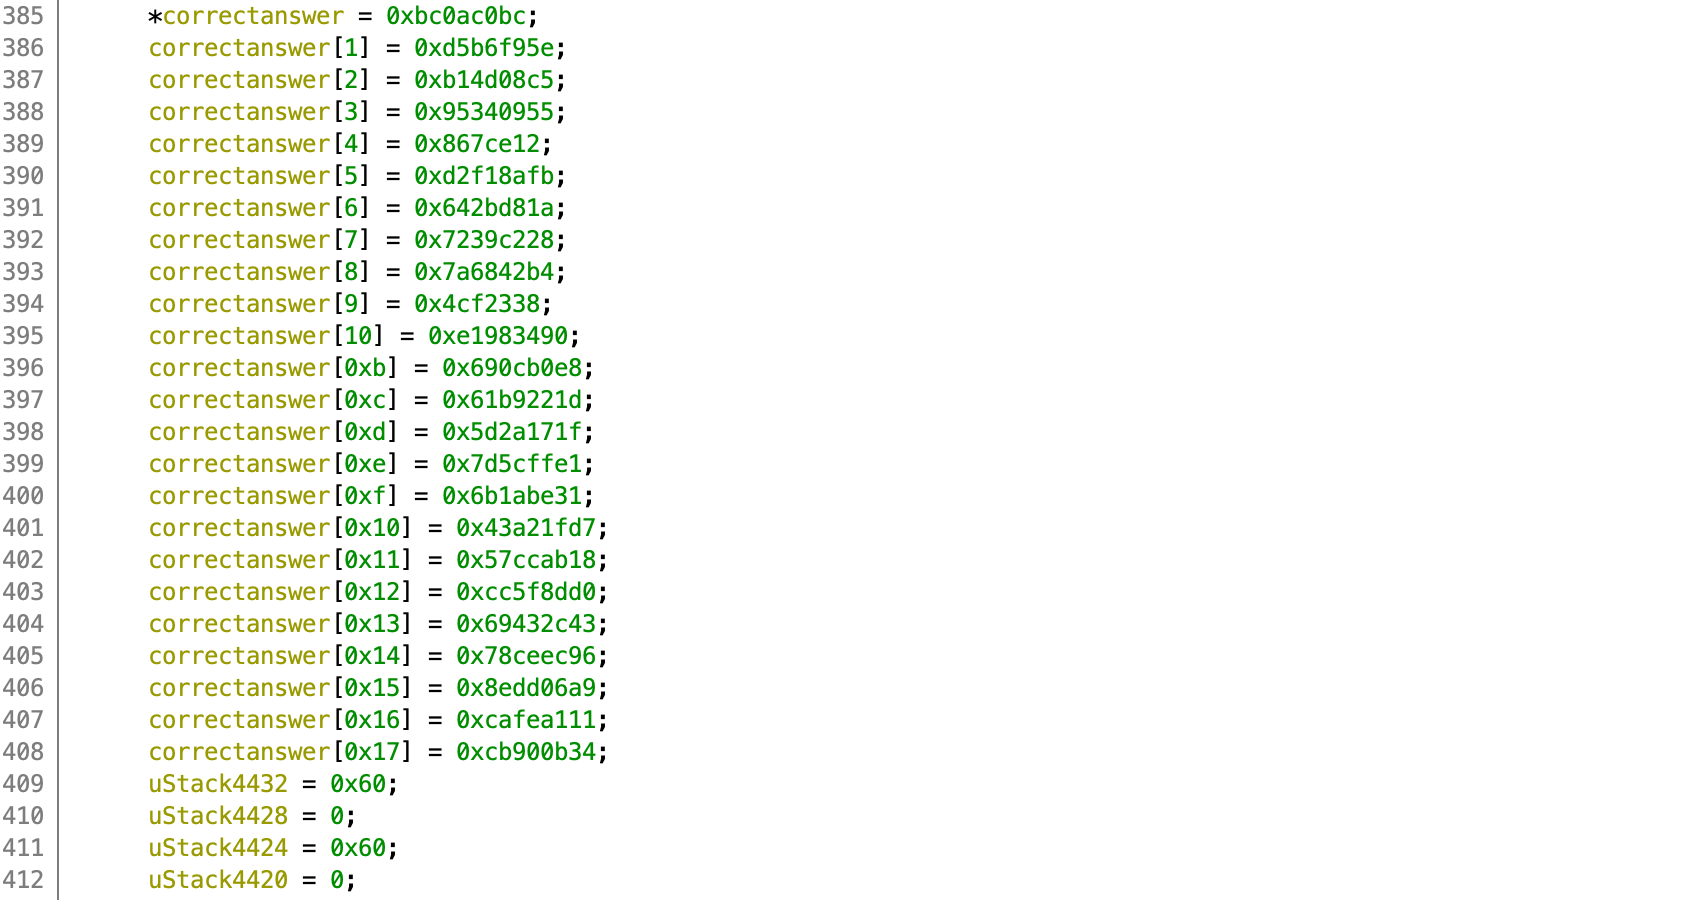 385 *correctanswer = 0xbc0ac0bc;
386 correctanswer[1] = 0xd5b6f95e;
387 correctanswer[2] = 0xb14d08c5;
388 correctanswer[3] = 0x95340955;
389 correctanswer[4] = 0x867ce12;
390 correctanswer[5] = 0xd2f18afb;
391 correctanswer[6] = 0x642bd81a;
392 correctanswer[7] = 0x7239c228;
393 correctanswer[8] = 0x7a6842b4;
394 correctanswer[9] = 0x4cf2338;
395 correctanswer[10] = 0xe1983490;
396 correctanswer[0xb] = 0x690cb0e8;
397 correctanswer[0xc] = 0x61b9221d;
398 correctanswer[0xd] = 0x5d2a171f;
399 correctanswer[0xe] = 0x7d5cffe1;
400 correctanswer[0xf] = 0x6b1abe31;
401 correctanswer[0x10] = 0x43a21fd7;
402 correctanswer[0x11] = 0x57ccab18;
403 correctanswer[0x12] = 0xcc5f8dd0;
404 correctanswer[0x13] = 0x69432c43;
405 correctanswer[0x14] = 0x78ceec96;
406 correctanswer[0x15] = 0x8edd06a9;
407 correctanswer[0x16] = 0xcafea111;
408 correctanswer[0x17] = 0xcb900b34;
409 uStack4432 = 0x60;
410 uStack4428 = 0;
411 uStack4424 = 0x60;
412 uStack4420 = 0;